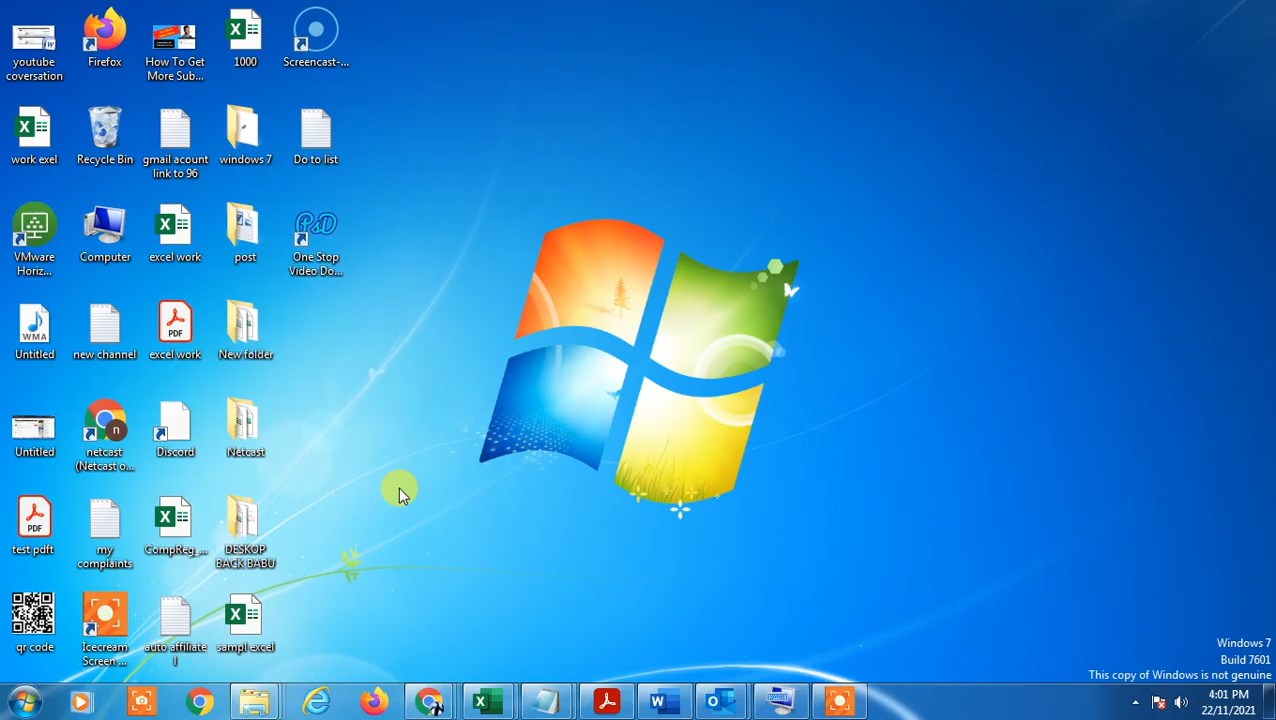 youtube
coversation
Firefox
How To Get
More Sub...
1000
Screencast-...
work exel
Recycle Bin
gmail acount
link to 96
windows 7
Do to list
VMware
Horiz...
Computer
excel work
post
One Stop
Video Do...
PSD
Untitled
WMA
new channel
excel work
PDF
New folder
Untitled
netcast
(Netcast o...
n
Discord
Netcast
test pdft
PDF
my
complaints
CompReg_...
DESKOP
BACK BABU
qr code
Icecream
Screen ...
auto affiliate
l
sampl excel
Windows 7
Build 7601
This copy of Windows is not genuine
4:01 PM
22/11/2021